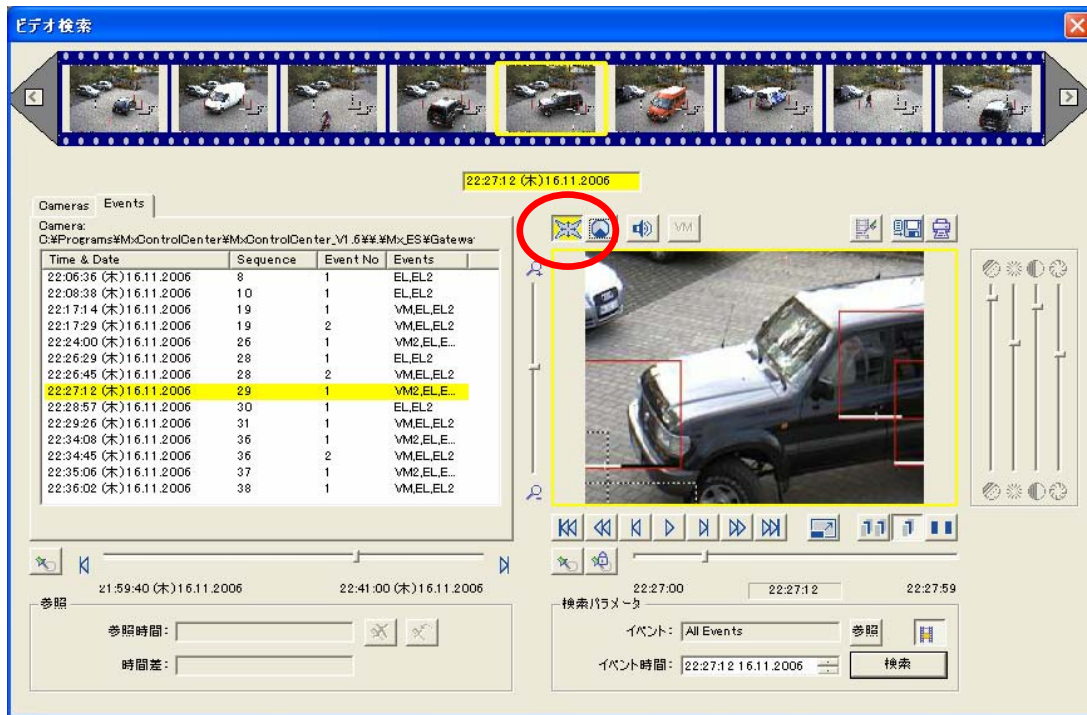 ビデオ検索
22:27:12 (木)16.11.2006
Cameras Events
Camera:
C:¥Programs¥MxControlCenter¥MxControlCenter_V1.6¥¥.¥Mx_ES¥Gatewa
Time & Date Sequence Event No Events
22:06:36 (木)16.11.2006 8 1 EL,EL2
22:08:38 (木)16.11.2006 10 1 EL,EL2
22:17:14 (木)16.11.2006 19 1 VM,EL,EL2
22:17:29 (木)16.11.2006 19 2 VM,EL,EL2
22:24:00 (木)16.11.2006 26 1 VM2,EL,E...
22:26:29 (木)16.11.2006 28 1 EL,EL2
22:26:45 (木)16.11.2006 28 2 VM,EL,EL2
22:27:12 (木)16.11.2006 29 1 VM2,EL,E...
22:28:57 (木)16.11.2006 30 1 EL,EL2
22:29:26 (木)16.11.2006 31 1 VM,EL,EL2
22:34:08 (木)16.11.2006 36 1 VM2,EL,E...
22:34:45 (木)16.11.2006 36 2 VM,EL,EL2
22:35:06 (木)16.11.2006 37 1 VM2,EL,E...
22:36:02 (木)16.11.2006 38 1 VM,EL,EL2
VM
21:59:40 (木)16.11.2006 22:41:00 (木)16.11.2006
22:27:00 22:27:12 22:27:59
参照
参照時間:
時間差:
検索パラメータ
イベント: All Events 参照
イベント時間: 22:27:12 16.11.2006 検索